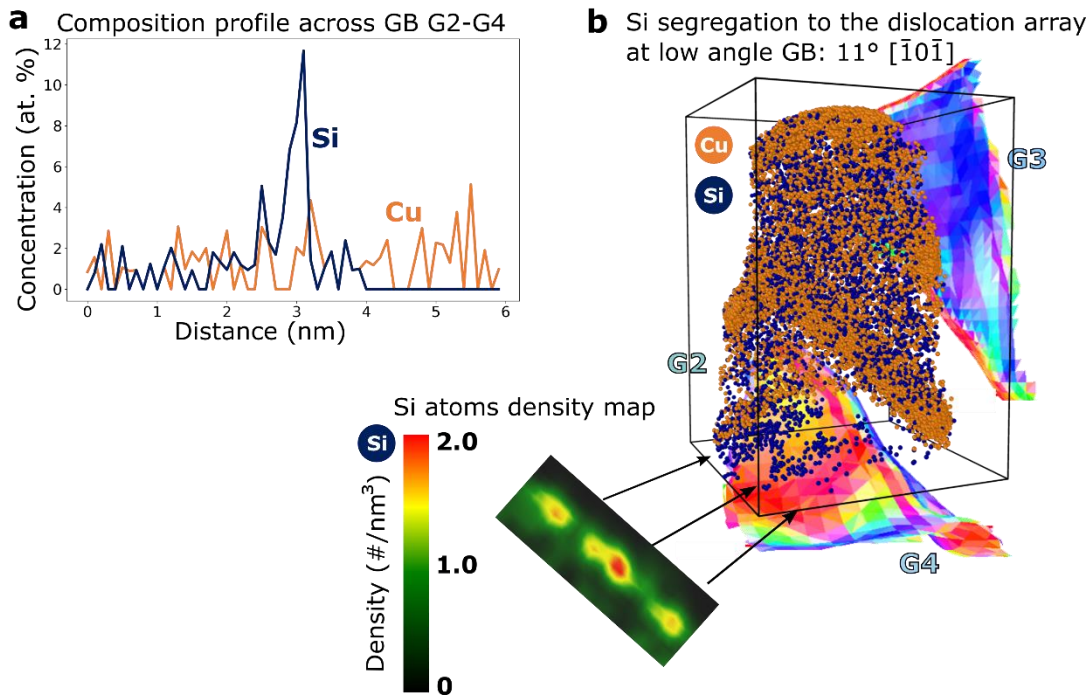 a
Composition profile across GB G2-G4
Concentration (at. %)
12
10
8
6
4
2
0
Si
Cu
0 1 2 3 4 5 6
Distance (nm)
b
Si segregation to the dislocation array
at low angle GB: 11° [1̄01̄]
Cu
Si
G3
G2
G4
Si atoms density map
Si
Density (#/nm³)
2.0
1.0
0